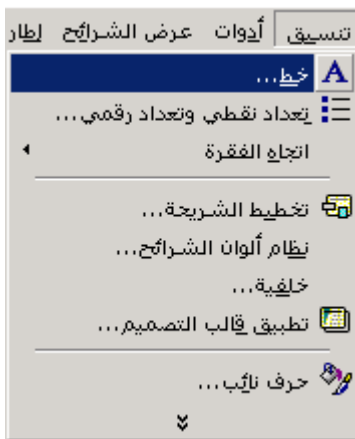 تنسيق أدوات عرض الشرائح إطار
خط...
تعداد نقطي وتعداد رقمي...
اتجاه الفقرة
تخطيط الشريحة...
نظام ألوان الشرائح...
خلفية...
تطبيق قالب التصميم...
حرف نائب...